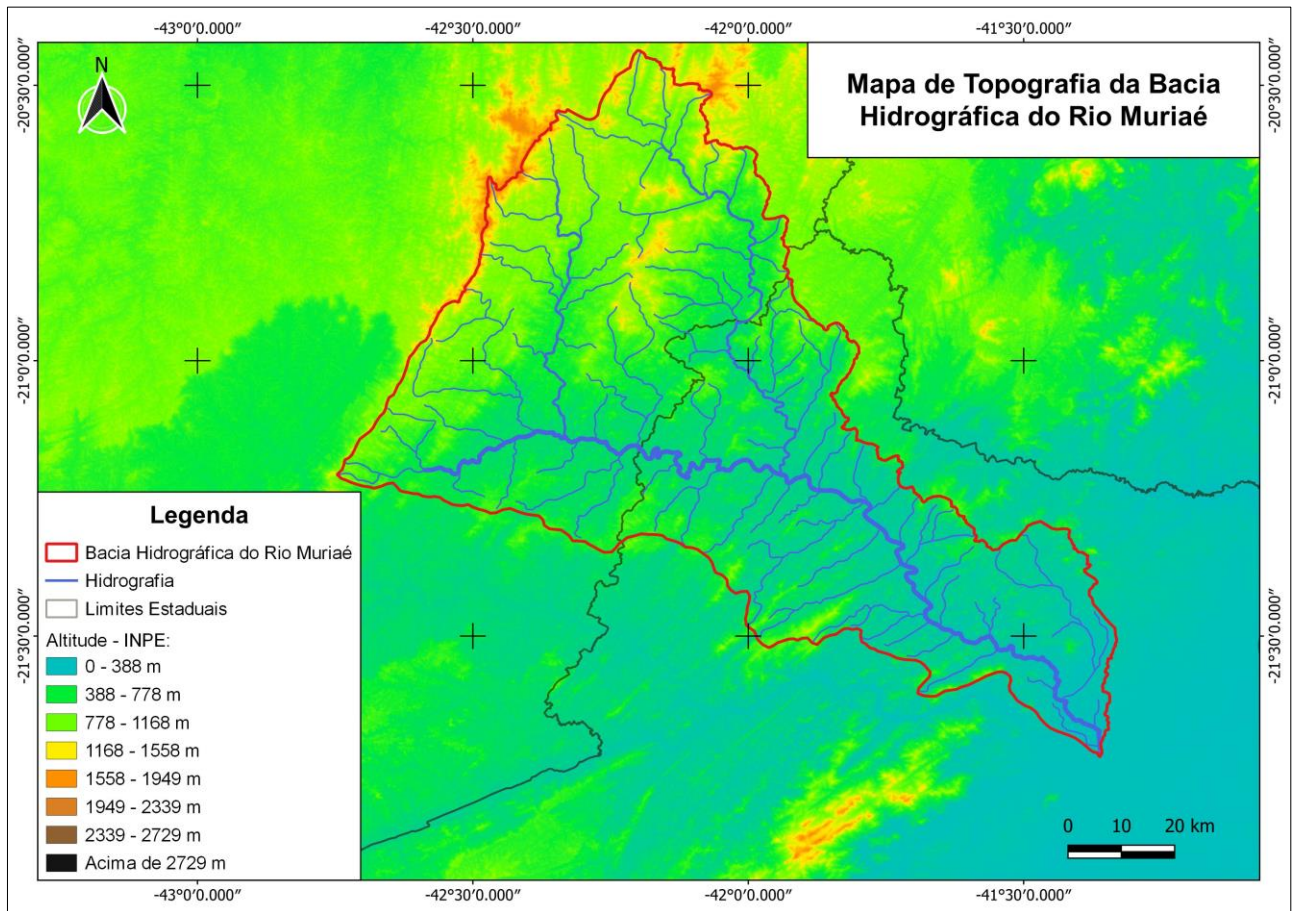 -43°0'0.000"
-42°30'0.000"
-42°0'0.000"
-41°30'0.000"
Mapa de Topografia da Bacia
Hidrográfica do Rio Muriaé
N
-20°30'0.000"
-20°30'0.000"
-21°0'0.000"
-21°0'0.000"
-21°30'0.000"
-21°30'0.000"
Legenda
Bacia Hidrográfica do Rio Muriaé
Hidrografia
Limites Estaduais
Altitude - INPE:
0 - 388 m
388 - 778 m
778 - 1168 m
1168 - 1558 m
1558 - 1949 m
1949 - 2339 m
2339 - 2729 m
Acima de 2729 m
0 10 20 km
-43°0'0.000"
-42°30'0.000"
-42°0'0.000"
-41°30'0.000"